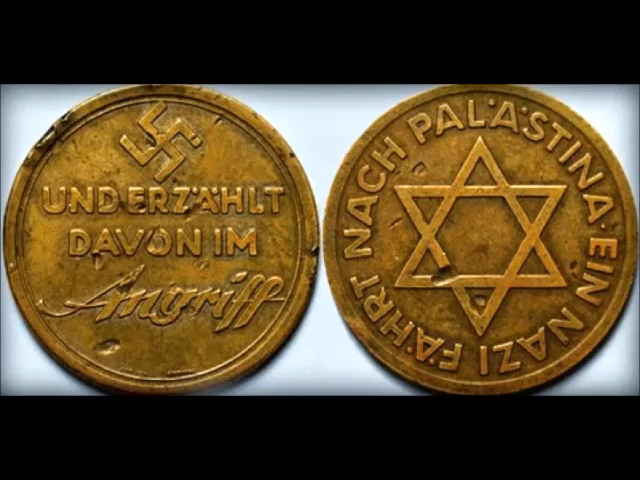 UND ERZÄHLT
DAVON IM
Angriff
EIN NAZI FÄHRT NACH PALÄSTINA